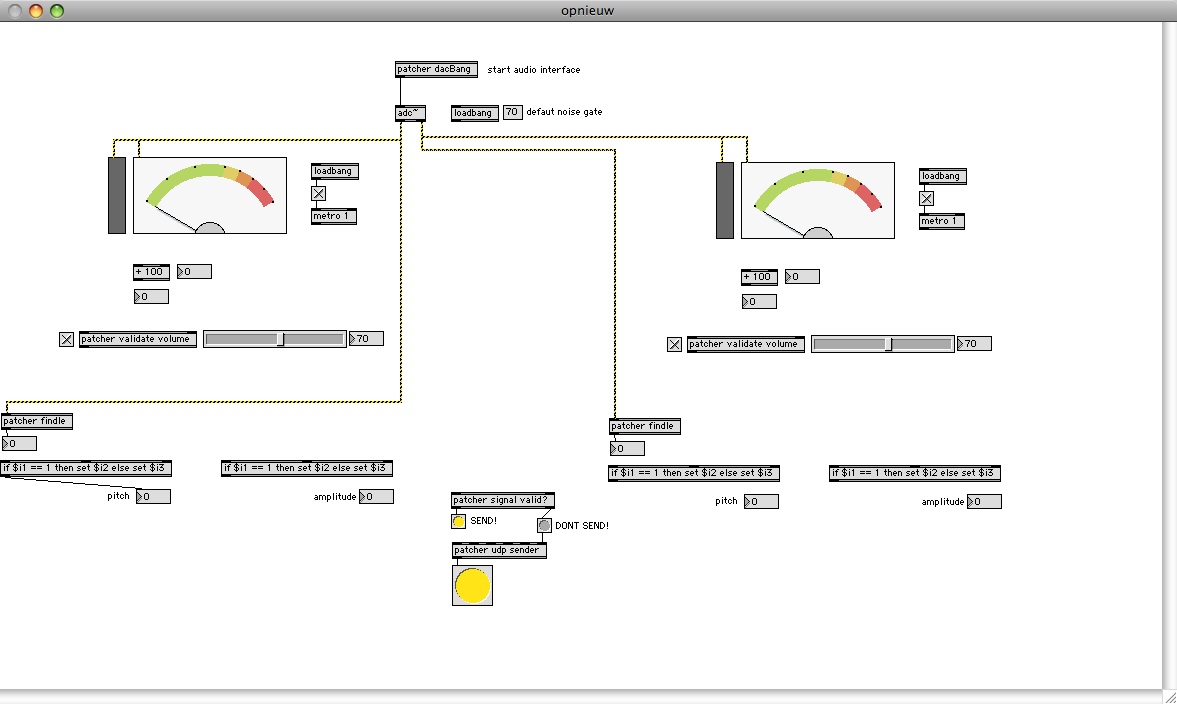 opnieuw
patcher dacBang start audio interface
adc~ loadbang 70 defaut noise gate
loadbang
metro 1
loadbang
metro 1
+ 100 0
0
+ 100 0
0
patcher validate volume 70
patcher validate volume 70
patcher findle
0
patcher findle
0
if $i1 == 1 then set $i2 else set $i3 if $i1 == 1 then set $i2 else set $i3
if $i1 == 1 then set $i2 else set $i3 if $i1 == 1 then set $i2 else set $i3
pitch 0 amplitude 0
pitch 0 amplitude 0
patcher signal valid?
SEND! DONT SEND!
patcher udp sender